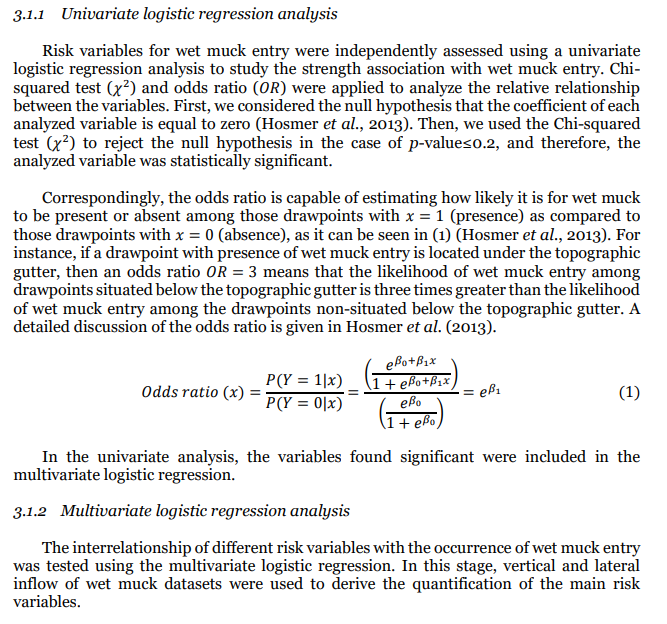 3.1.1 Univariate logistic regression analysis
Risk variables for wet muck entry were independently assessed using a univariate
logistic regression analysis to study the strength association with wet muck entry. Chi-
squared test (χ²) and odds ratio (OR) were applied to analyze the relative relationship
between the variables. First, we considered the null hypothesis that the coefficient of each
analyzed variable is equal to zero (Hosmer et al., 2013). Then, we used the Chi-squared
test (χ²) to reject the null hypothesis in the case of p-value≤0.2, and therefore, the
analyzed variable was statistically significant.
Correspondingly, the odds ratio is capable of estimating how likely it is for wet muck
to be present or absent among those drawpoints with x = 1 (presence) as compared to
those drawpoints with x = 0 (absence), as it can be seen in (1) (Hosmer et al., 2013). For
instance, if a drawpoint with presence of wet muck entry is located under the topographic
gutter, then an odds ratio OR = 3 means that the likelihood of wet muck entry among
drawpoints situated below the topographic gutter is three times greater than the likelihood
of wet muck entry among the drawpoints non-situated below the topographic gutter. A
detailed discussion of the odds ratio is given in Hosmer et al. (2013).
Odds ratio (x) = P(Y = 1|x) / P(Y = 0|x) = (e^(β₀+β₁x) / (1 + e^(β₀+β₁x))) / (e^(β₀) / (1 + e^(β₀))) = e^(β₁) (1)
In the univariate analysis, the variables found significant were included in the
multivariate logistic regression.
3.1.2 Multivariate logistic regression analysis
The interrelationship of different risk variables with the occurrence of wet muck entry
was tested using the multivariate logistic regression. In this stage, vertical and lateral
inflow of wet muck datasets were used to derive the quantification of the main risk
variables.